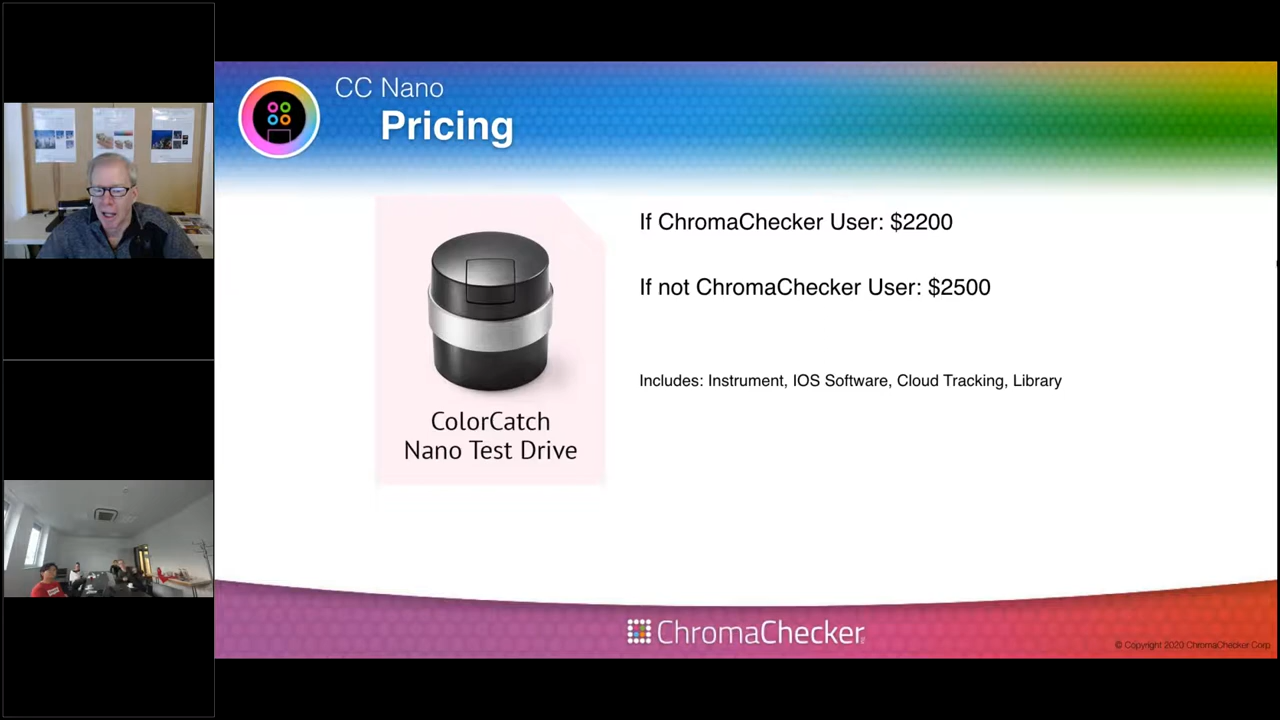 CC Nano
Pricing
If ChromaChecker User: $2200
If not ChromaChecker User: $2500
Includes: Instrument, IOS Software, Cloud Tracking, Library
ColorCatch
Nano Test Drive
ChromaChecker
© Copyright 2020 ChromaChecker Corp